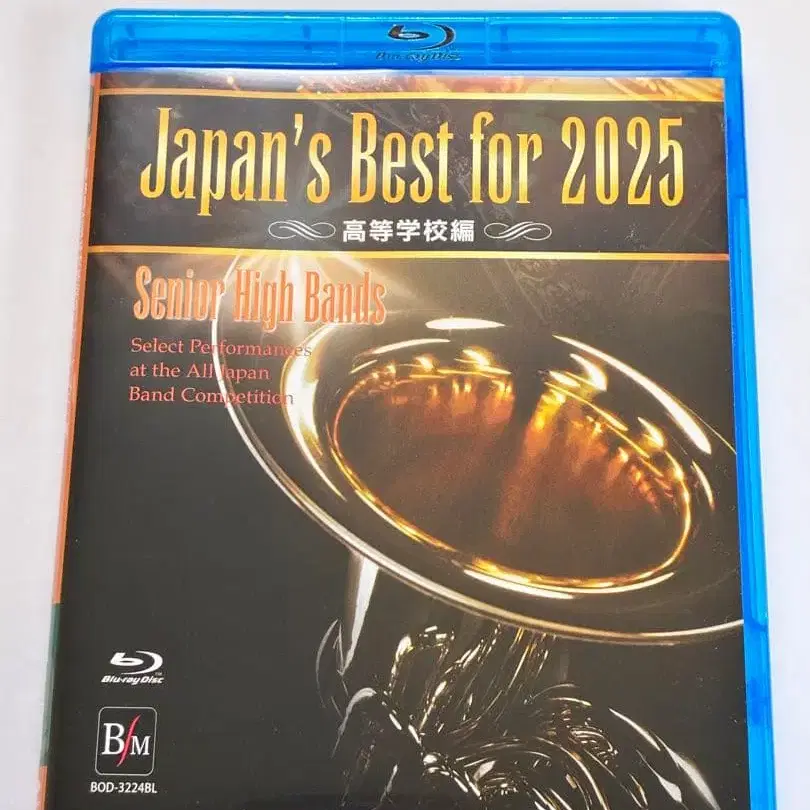 Blu-ray Disc
Japan's Best for 2025
高等学校編
Senior High Bands
Select Performances
at the All Japan
Band Competition
Blu-ray Disc
BfM
BOD-3224BL